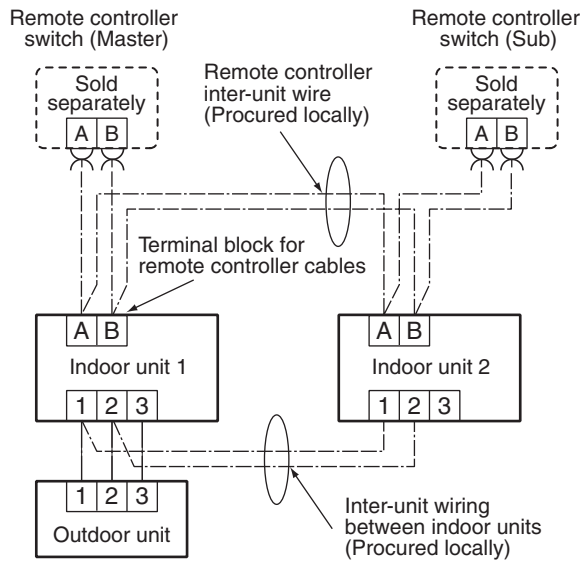 Remote controller
switch (Master)
Remote controller
switch (Sub)
Sold
separately
A B
Remote controller
inter-unit wire
(Procured locally)
Sold
separately
A B
Terminal block for
remote controller cables
A B
Indoor unit 1
1 2 3
A B
Indoor unit 2
1 2 3
1 2 3
Outdoor unit
Inter-unit wiring
between indoor units
(Procured locally)